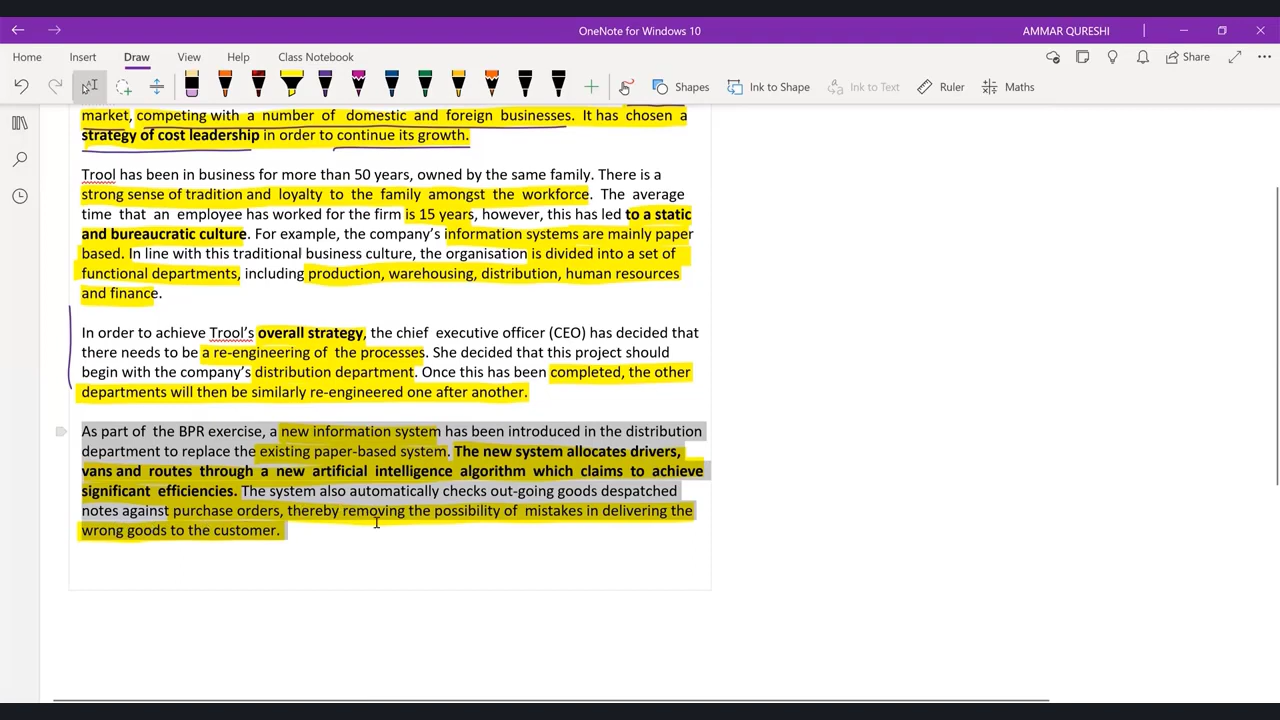 OneNote for Windows 10
AMMAR QURESHI
Home Insert Draw View Help Class Notebook Share
Shapes Ink to Shape Ink to Text Ruler Maths
market, competing with a number of domestic and foreign businesses. It has chosen a
strategy of cost leadership in order to continue its growth.
Trool has been in business for more than 50 years, owned by the same family. There is a
strong sense of tradition and loyalty to the family amongst the workforce. The average
time that an employee has worked for the firm is 15 years, however, this has led to a static
and bureaucratic culture. For example, the company's information systems are mainly paper
based. In line with this traditional business culture, the organisation is divided into a set of
functional departments, including production, warehousing, distribution, human resources
and finance.
In order to achieve Trool's overall strategy, the chief executive officer (CEO) has decided that
there needs to be a re-engineering of the processes. She decided that this project should
begin with the company's distribution department. Once this has been completed, the other
departments will then be similarly re-engineered one after another.
As part of the BPR exercise, a new information system has been introduced in the distribution
department to replace the existing paper-based system. The new system allocates drivers,
vans and routes through a new artificial intelligence algorithm which claims to achieve
significant efficiencies. The system also automatically checks out-going goods despatched
notes against purchase orders, thereby removing the possibility of mistakes in delivering the
wrong goods to the customer.